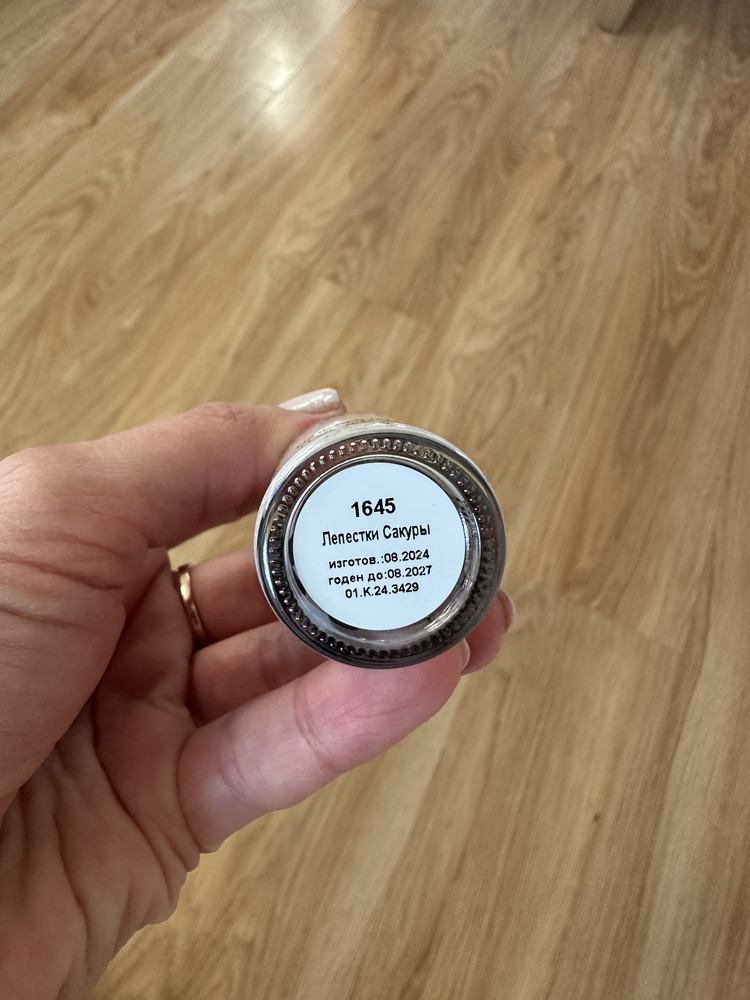 1645
Лепестки Сакуры
изготов.:08.2024
годен до:08.2027
01.К.24.3429